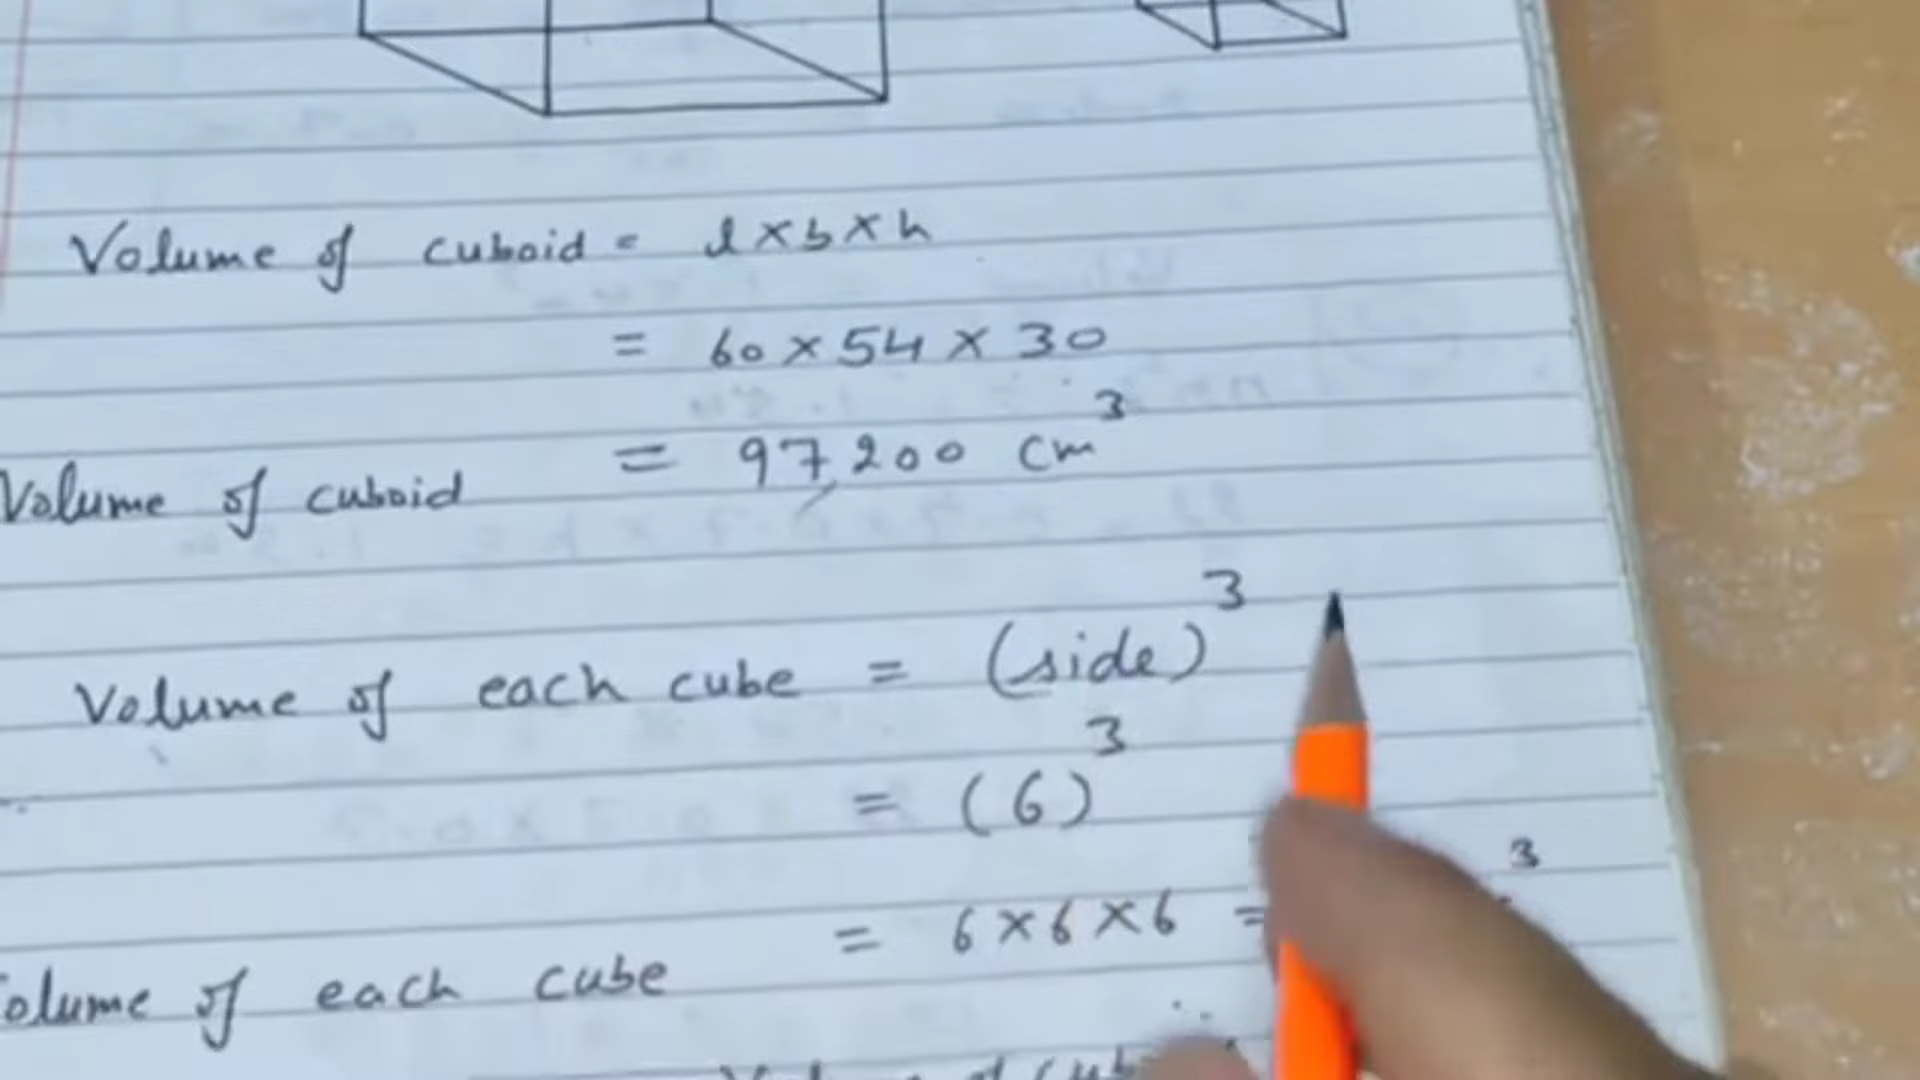 Volume of cuboid = l×b×h
= 60×54×30
Volume of cuboid = 97,200 cm³
Volume of each cube = (side)³
= (6)³
Volume of each cube = 6×6×6 = ³